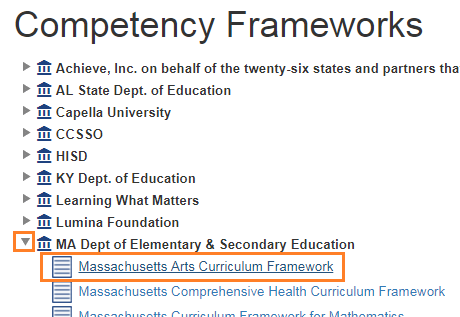 Competency Frameworks
Achieve, Inc. on behalf of the twenty-six states and partners tha
AL State Dept. of Education
Capella University
CCSSO
HISD
KY Dept. of Education
Learning What Matters
Lumina Foundation
MA Dept of Elementary & Secondary Education
Massachusetts Arts Curriculum Framework
Massachusetts Comprehensive Health Curriculum Framework
Massachusetts Curriculum Framework for Mathematics